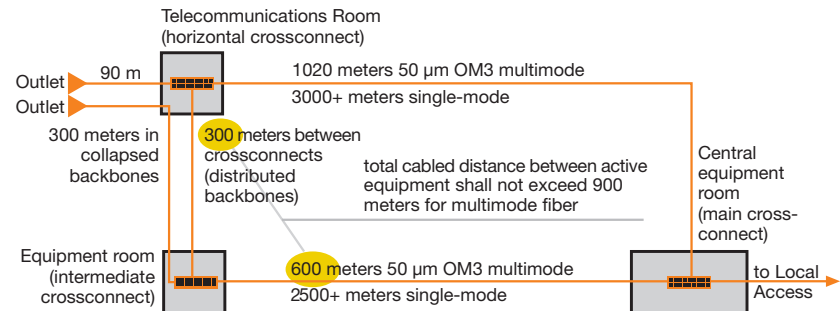 Telecommunications Room
(horizontal crossconnect)
Outlet
90 m
1020 meters 50 µm OM3 multimode
Outlet
3000+ meters single-mode
300 meters in
collapsed
backbones
300 meters between
crossconnects
(distributed
backbones)
total cabled distance between active
equipment shall not exceed 900
meters for multimode fiber
Central
equipment
room
(main cross-
connect)
Equipment room
(intermediate
crossconnect)
600 meters 50 µm OM3 multimode
2500+ meters single-mode
to Local
Access